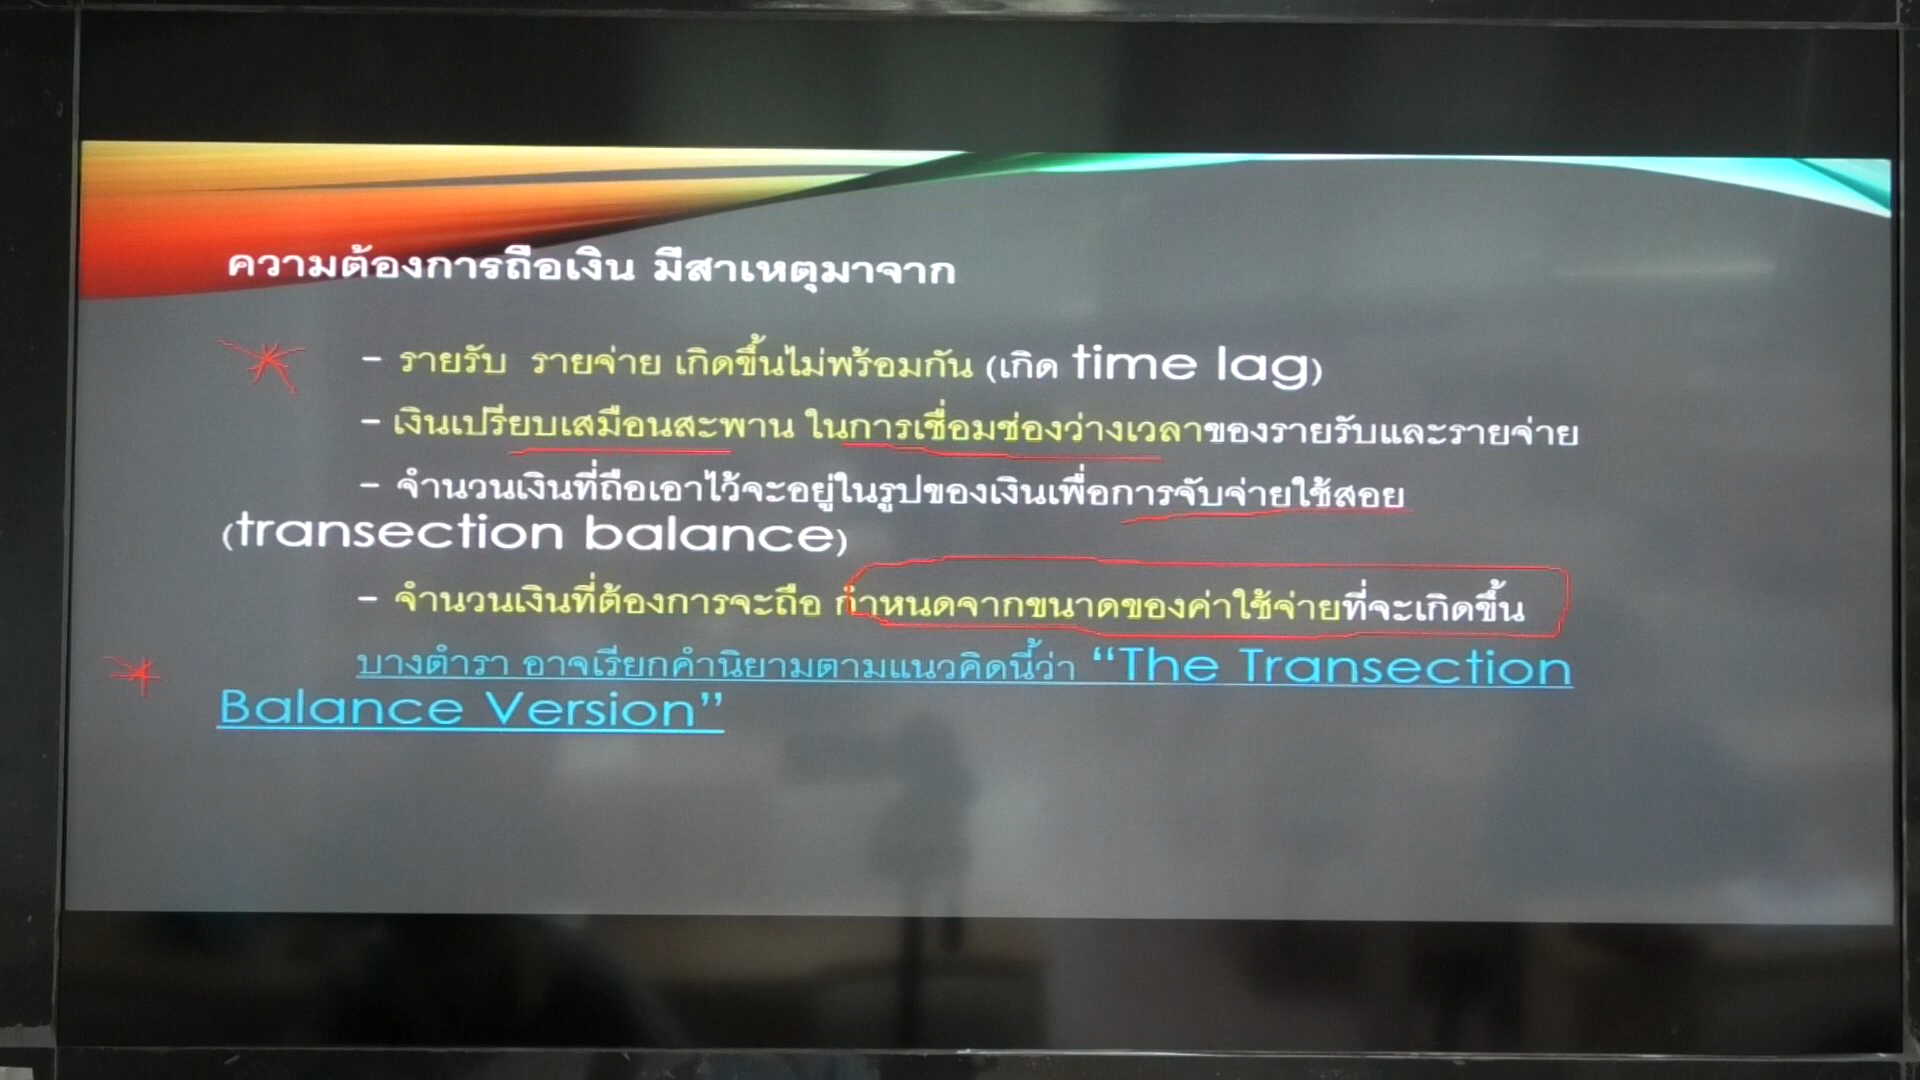 ความต้องการถือเงิน มีสาเหตุมาจาก
- รายรับ รายจ่าย เกิดขึ้นไม่พร้อมกัน (เกิด time lag)
- เงินเปรียบเสมือนสะพาน ในการเชื่อมช่องว่างเวลาของรายรับและรายจ่าย
- จำนวนเงินที่ถือเอาไว้จะอยู่ในรูปของเงินเพื่อการจับจ่ายใช้สอย
(transection balance)
- จำนวนเงินที่ต้องการจะถือ กำหนดจากขนาดของค่าใช้จ่ายที่จะเกิดขึ้น
บางตำรา อาจเรียกคำนิยามตามแนวคิดนี้ว่า “The Transection
Balance Version”